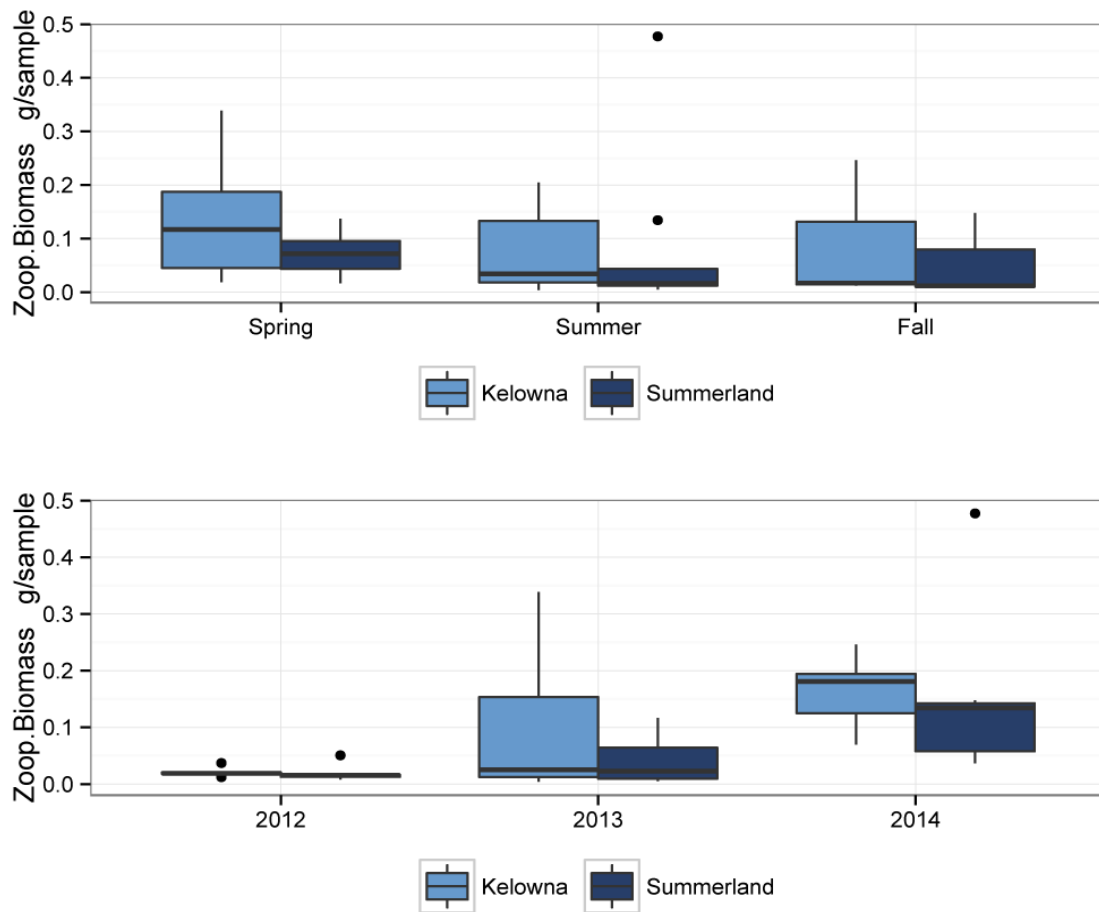 Zoop.Biomass g/sample
0.5
0.4
0.3
0.2
0.1
0.0
Spring Summer Fall
Kelowna Summerland
Zoop.Biomass g/sample
0.5
0.4
0.3
0.2
0.1
0.0
2012 2013 2014
Kelowna Summerland